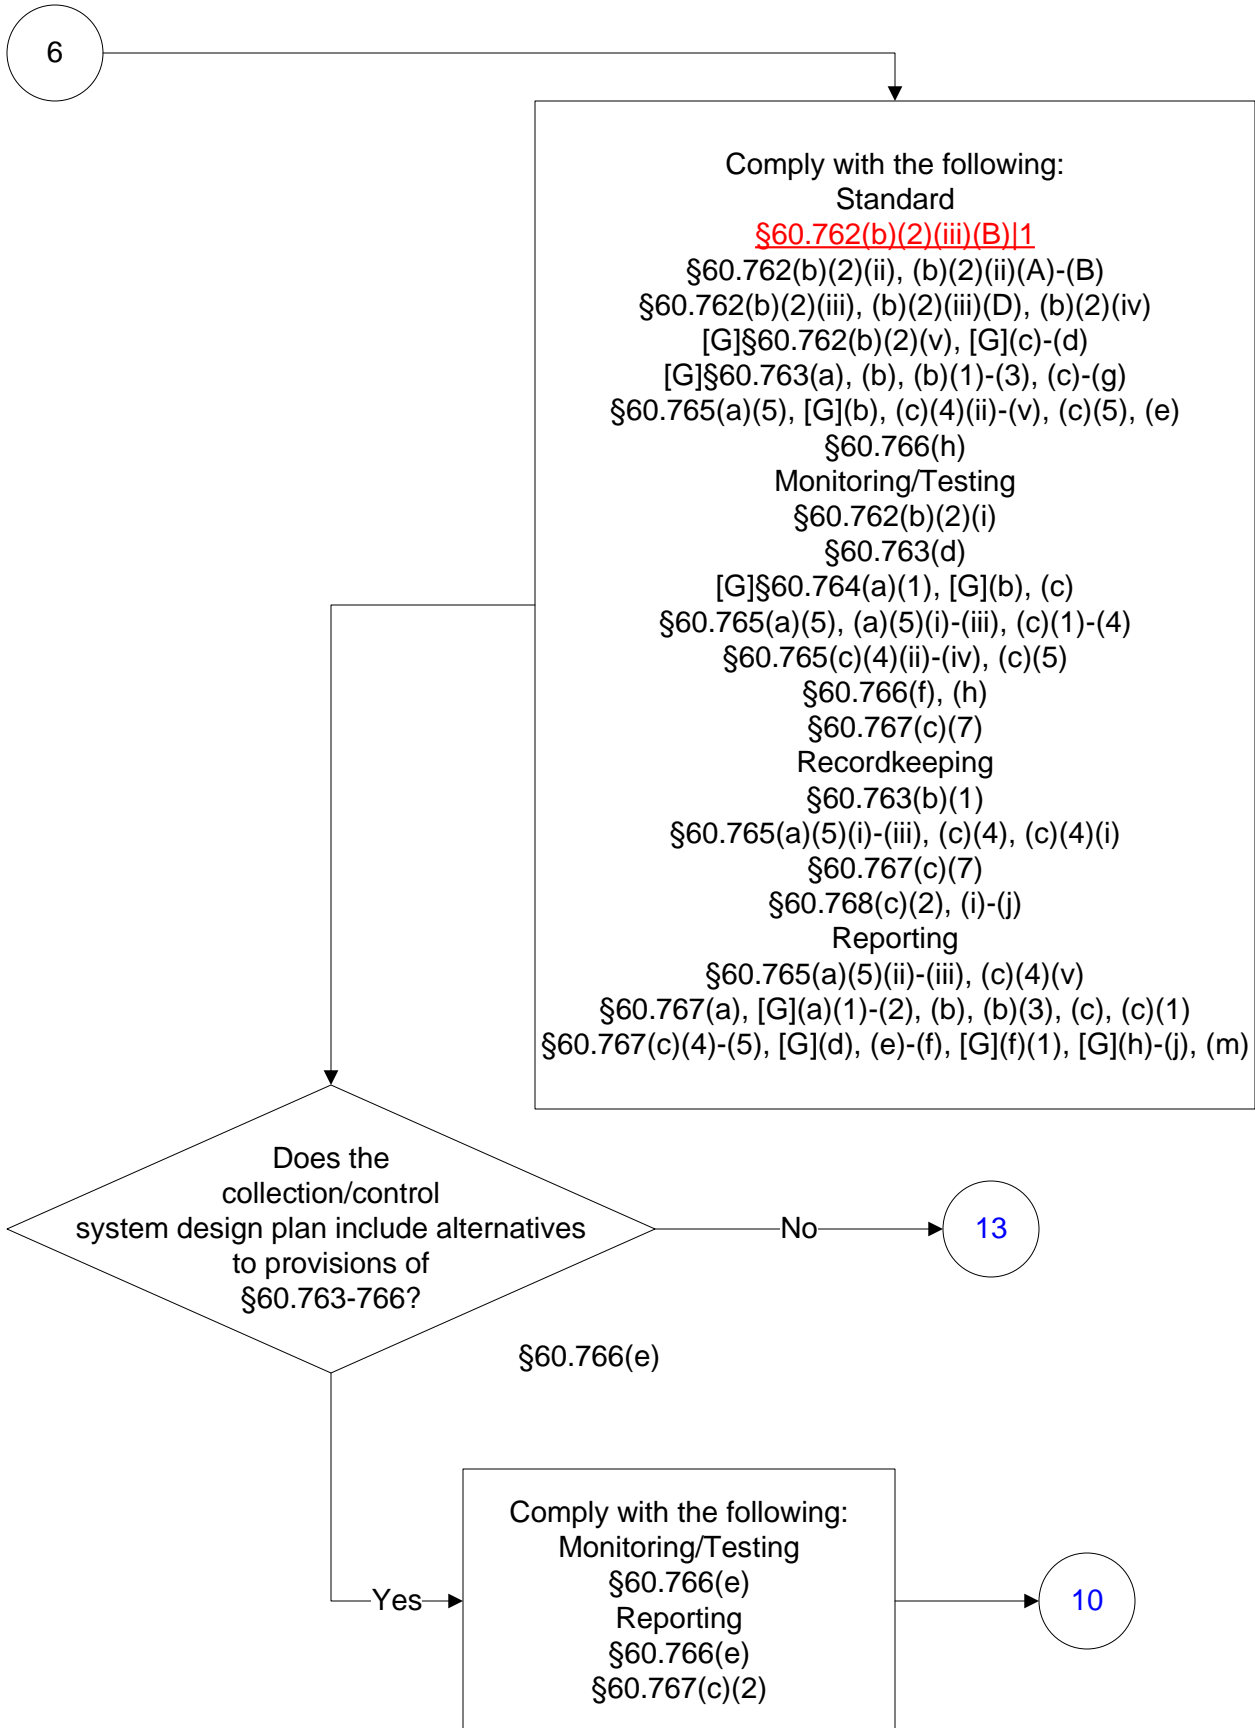 6
Comply with the following:
Standard
§60.762(b)(2)(iii)(B)|1
§60.762(b)(2)(ii), (b)(2)(ii)(A)-(B)
§60.762(b)(2)(iii), (b)(2)(iii)(D), (b)(2)(iv)
[G]§60.762(b)(2)(v), [G](c)-(d)
[G]§60.763(a), (b), (b)(1)-(3), (c)-(g)
§60.765(a)(5), [G](b), (c)(4)(ii)-(v), (c)(5), (e)
§60.766(h)
Monitoring/Testing
§60.762(b)(2)(i)
§60.763(d)
[G]§60.764(a)(1), [G](b), (c)
§60.765(a)(5), (a)(5)(i)-(iii), (c)(1)-(4)
§60.765(c)(4)(ii)-(iv), (c)(5)
§60.766(f), (h)
§60.767(c)(7)
Recordkeeping
§60.763(b)(1)
§60.765(a)(5)(i)-(iii), (c)(4), (c)(4)(i)
§60.767(c)(7)
§60.768(c)(2), (i)-(j)
Reporting
§60.765(a)(5)(ii)-(iii), (c)(4)(v)
§60.767(a), [G](a)(1)-(2), (b), (b)(3), (c), (c)(1)
§60.767(c)(4)-(5), [G](d), (e)-(f), [G](f)(1), [G](h)-(j), (m)
Does the
collection/control
system design plan include alternatives
to provisions of
§60.763-766?
No
13
§60.766(e)
Yes
Comply with the following:
Monitoring/Testing
§60.766(e)
Reporting
§60.766(e)
§60.767(c)(2)
10